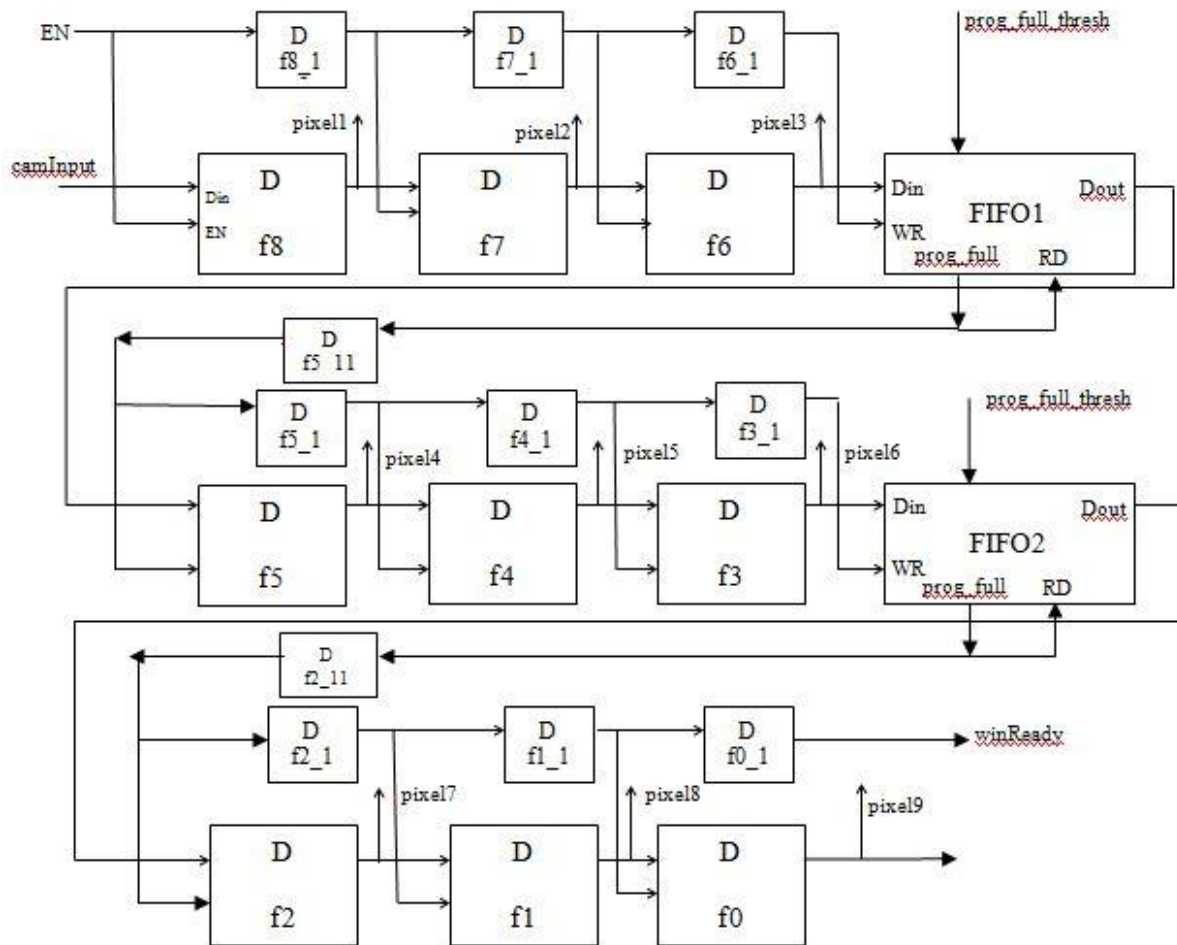 EN
D
f8_1
D
f7_1
D
f6_1
prog_full_thresh
pixel1
pixel2
pixel3
camInput
Din
EN
D
f8
D
f7
D
f6
Din
WR
FIFO1
Dout
prog_full
RD
D
f5_11
D
f5_1
D
f4_1
D
f3_1
prog_full_thresh
pixel4
pixel5
pixel6
D
f5
D
f4
D
f3
Din
WR
FIFO2
Dout
prog_full
RD
D
f2_11
D
f2_1
D
f1_1
D
f0_1
winReady
pixel7
pixel8
pixel9
D
f2
D
f1
D
f0